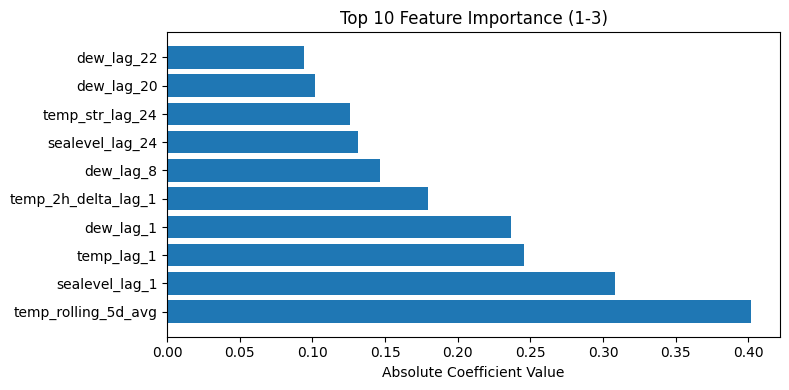 Top 10 Feature Importance (1-3)
dew_lag_22
dew_lag_20
temp_str_lag_24
sealevel_lag_24
dew_lag_8
temp_2h_delta_lag_1
dew_lag_1
temp_lag_1
sealevel_lag_1
temp_rolling_5d_avg
0.00 0.05 0.10 0.15 0.20 0.25 0.30 0.35 0.40
Absolute Coefficient Value